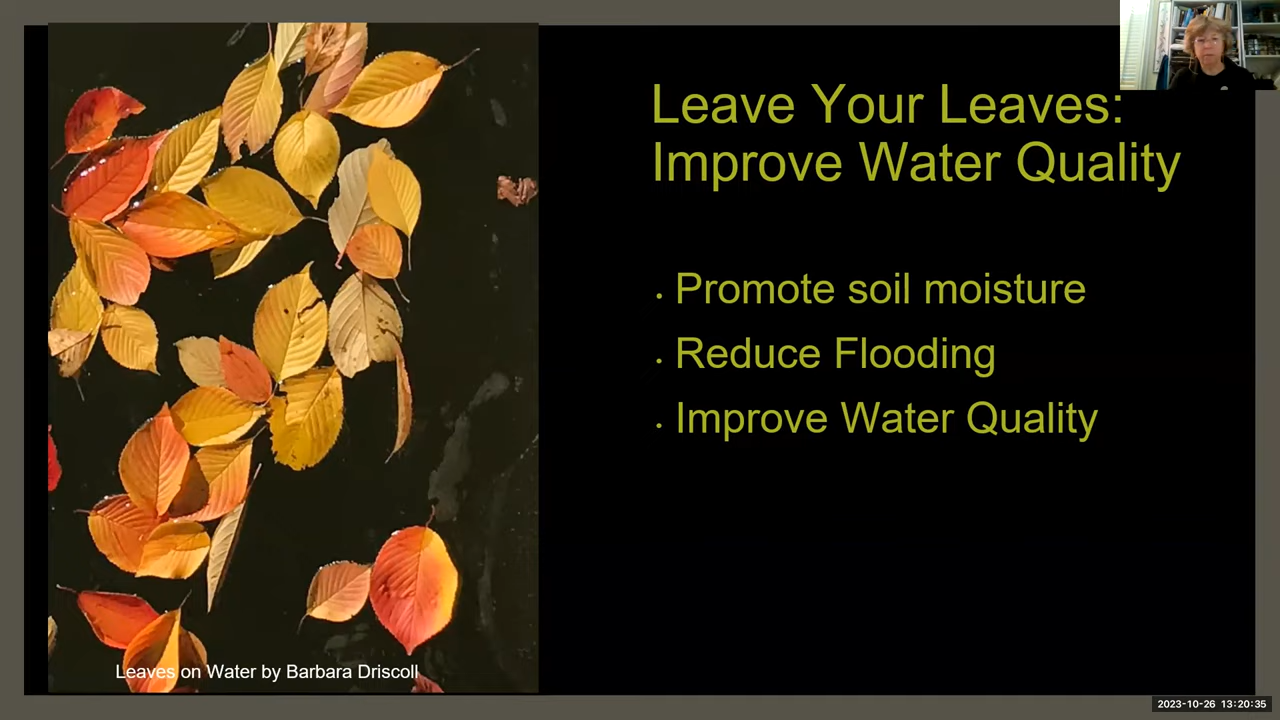 Leave Your Leaves:
Improve Water Quality
• Promote soil moisture
• Reduce Flooding
• Improve Water Quality
Leaves on Water by Barbara Driscoll
2023-10-26 13:20:35